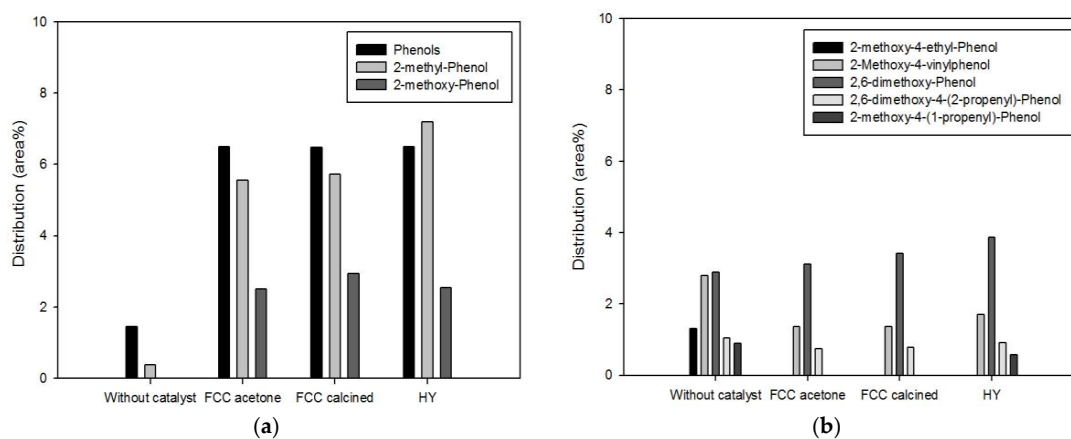 10
8
6
4
2
0
Distribution (area%)
Phenols
2-methyl-Phenol
2-methoxy-Phenol
Without catalyst FCC acetone FCC calcined HY
(a)
10
8
6
4
2
0
Distribution (area%)
2-methoxy-4-ethyl-Phenol
2-Methoxy-4-vinylphenol
2,6-dimethoxy-Phenol
2,6-dimethoxy-4-(2-propenyl)-Phenol
2-methoxy-4-(1-propenyl)-Phenol
Without catalyst FCC acetone FCC calcined HY
(b)